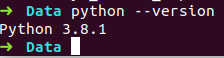 ➜ Data python --version
Python 3.8.1
➜ Data